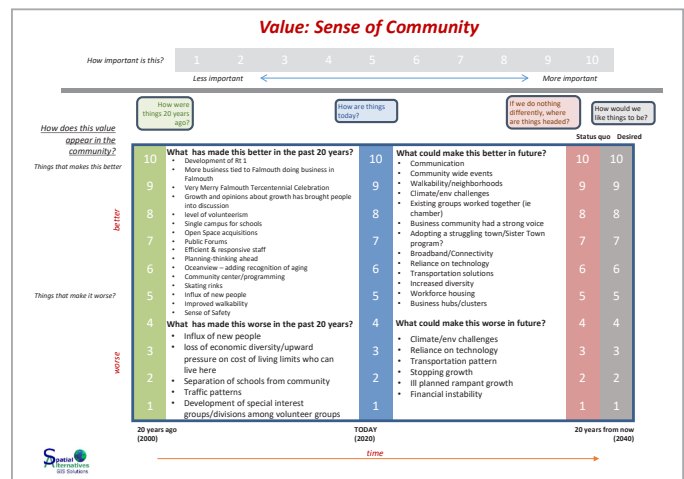 Value: Sense of Community
How important is this?
1 2 3 4 5 6 7 8 9 10
Less important
More important
How were
things 20 years
ago?
How are things
today?
If we do nothing
differently, where
are things headed?
How would we
like things to be?
How does this value
appear in the
community?
Status quo
Desired
Things that makes this better
better
Things that make it worse?
worse
10
9
8
7
6
5
4
3
2
1
What has made this better in the past 20 years?
• Development of Rt 1
• More business tied to Falmouth doing business in
Falmouth
• Very Merry Falmouth Tercentennial Celebration
• Growth and opinions about growth has brought people
into discussion
• level of volunteerism
• Single campus for schools
• Open Space acquisitions
• Public Forums
• Efficient & responsive staff
• Planning-thinking ahead
• Oceanview – adding recognition of aging
• Community center/programming
• Skating rinks
• Influx of new people
• Improved walkability
• Sense of Safety
What has made this worse in the past 20 years?
• Influx of new people
• loss of economic diversity/upward
pressure on cost of living limits who can
live here
• Separation of schools from community
• Traffic patterns
• Development of special interest
groups/divisions among volunteer groups
10
9
8
7
6
5
4
3
2
1
What could make this better in future?
• Communication
• Community wide events
• Walkability/neighborhoods
• Climate/env challenges
• Existing groups worked together (ie
chamber)
• Business community had a strong voice
• Adopting a struggling town/Sister Town
program?
• Broadband/Connectivity
• Reliance on technology
• Transportation solutions
• Increased diversity
• Workforce housing
• Business hubs/clusters
What could make this worse in future?
• Climate/env challenges
• Reliance on technology
• Transportation pattern
• Stopping growth
• Ill planned rampant growth
• Financial instability
10 10
9 9
8 8
7 7
6 6
5 5
4 4
3 3
2 2
1 1
20 years ago
(2000)
TODAY
(2020)
20 years from now
(2040)
time
Spatial
Alternatives
GIS Solutions